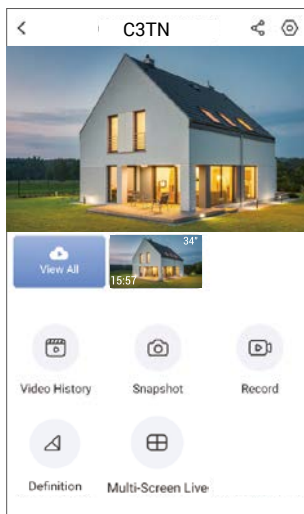 C3TN
View All
34"
15:57
Video History
Snapshot
Record
Definition
Multi-Screen Live